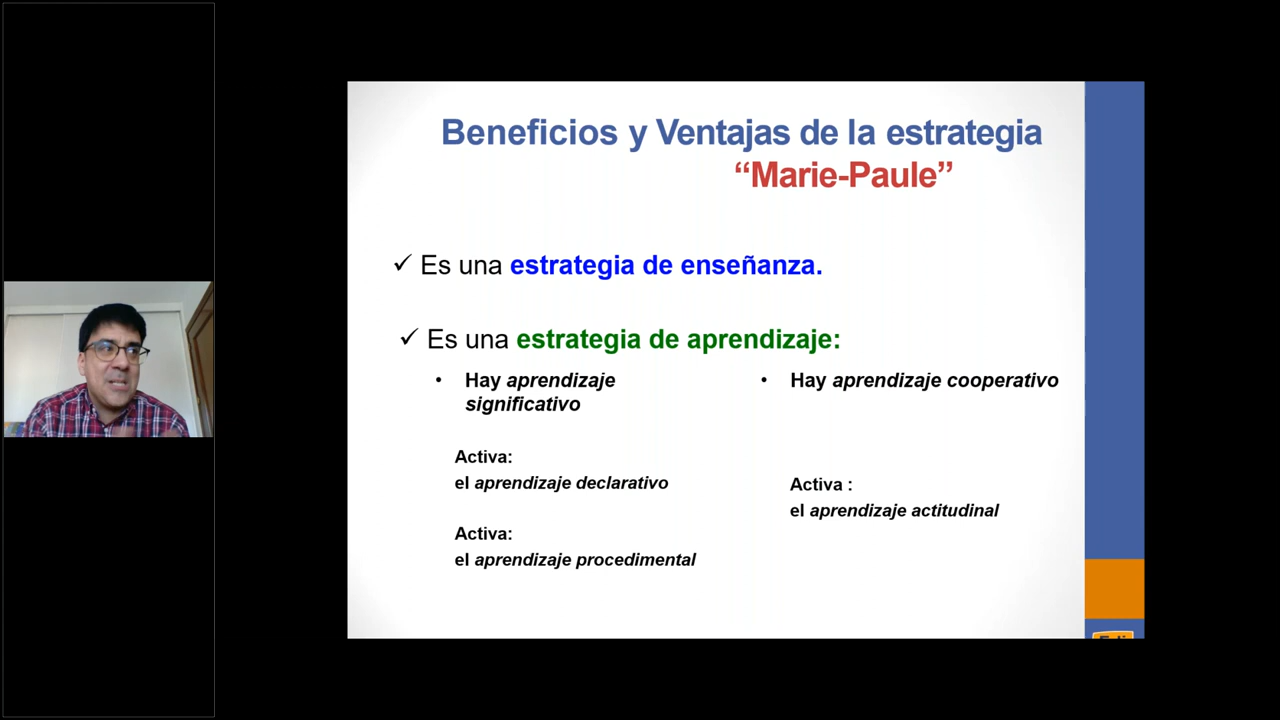 Beneficios y Ventajas de la estrategia
“Marie-Paule”
✓ Es una estrategia de enseñanza.
✓ Es una estrategia de aprendizaje:
• Hay aprendizaje
significativo
Activa:
el aprendizaje declarativo
Activa:
el aprendizaje procedimental
• Hay aprendizaje cooperativo
Activa :
el aprendizaje actitudinal